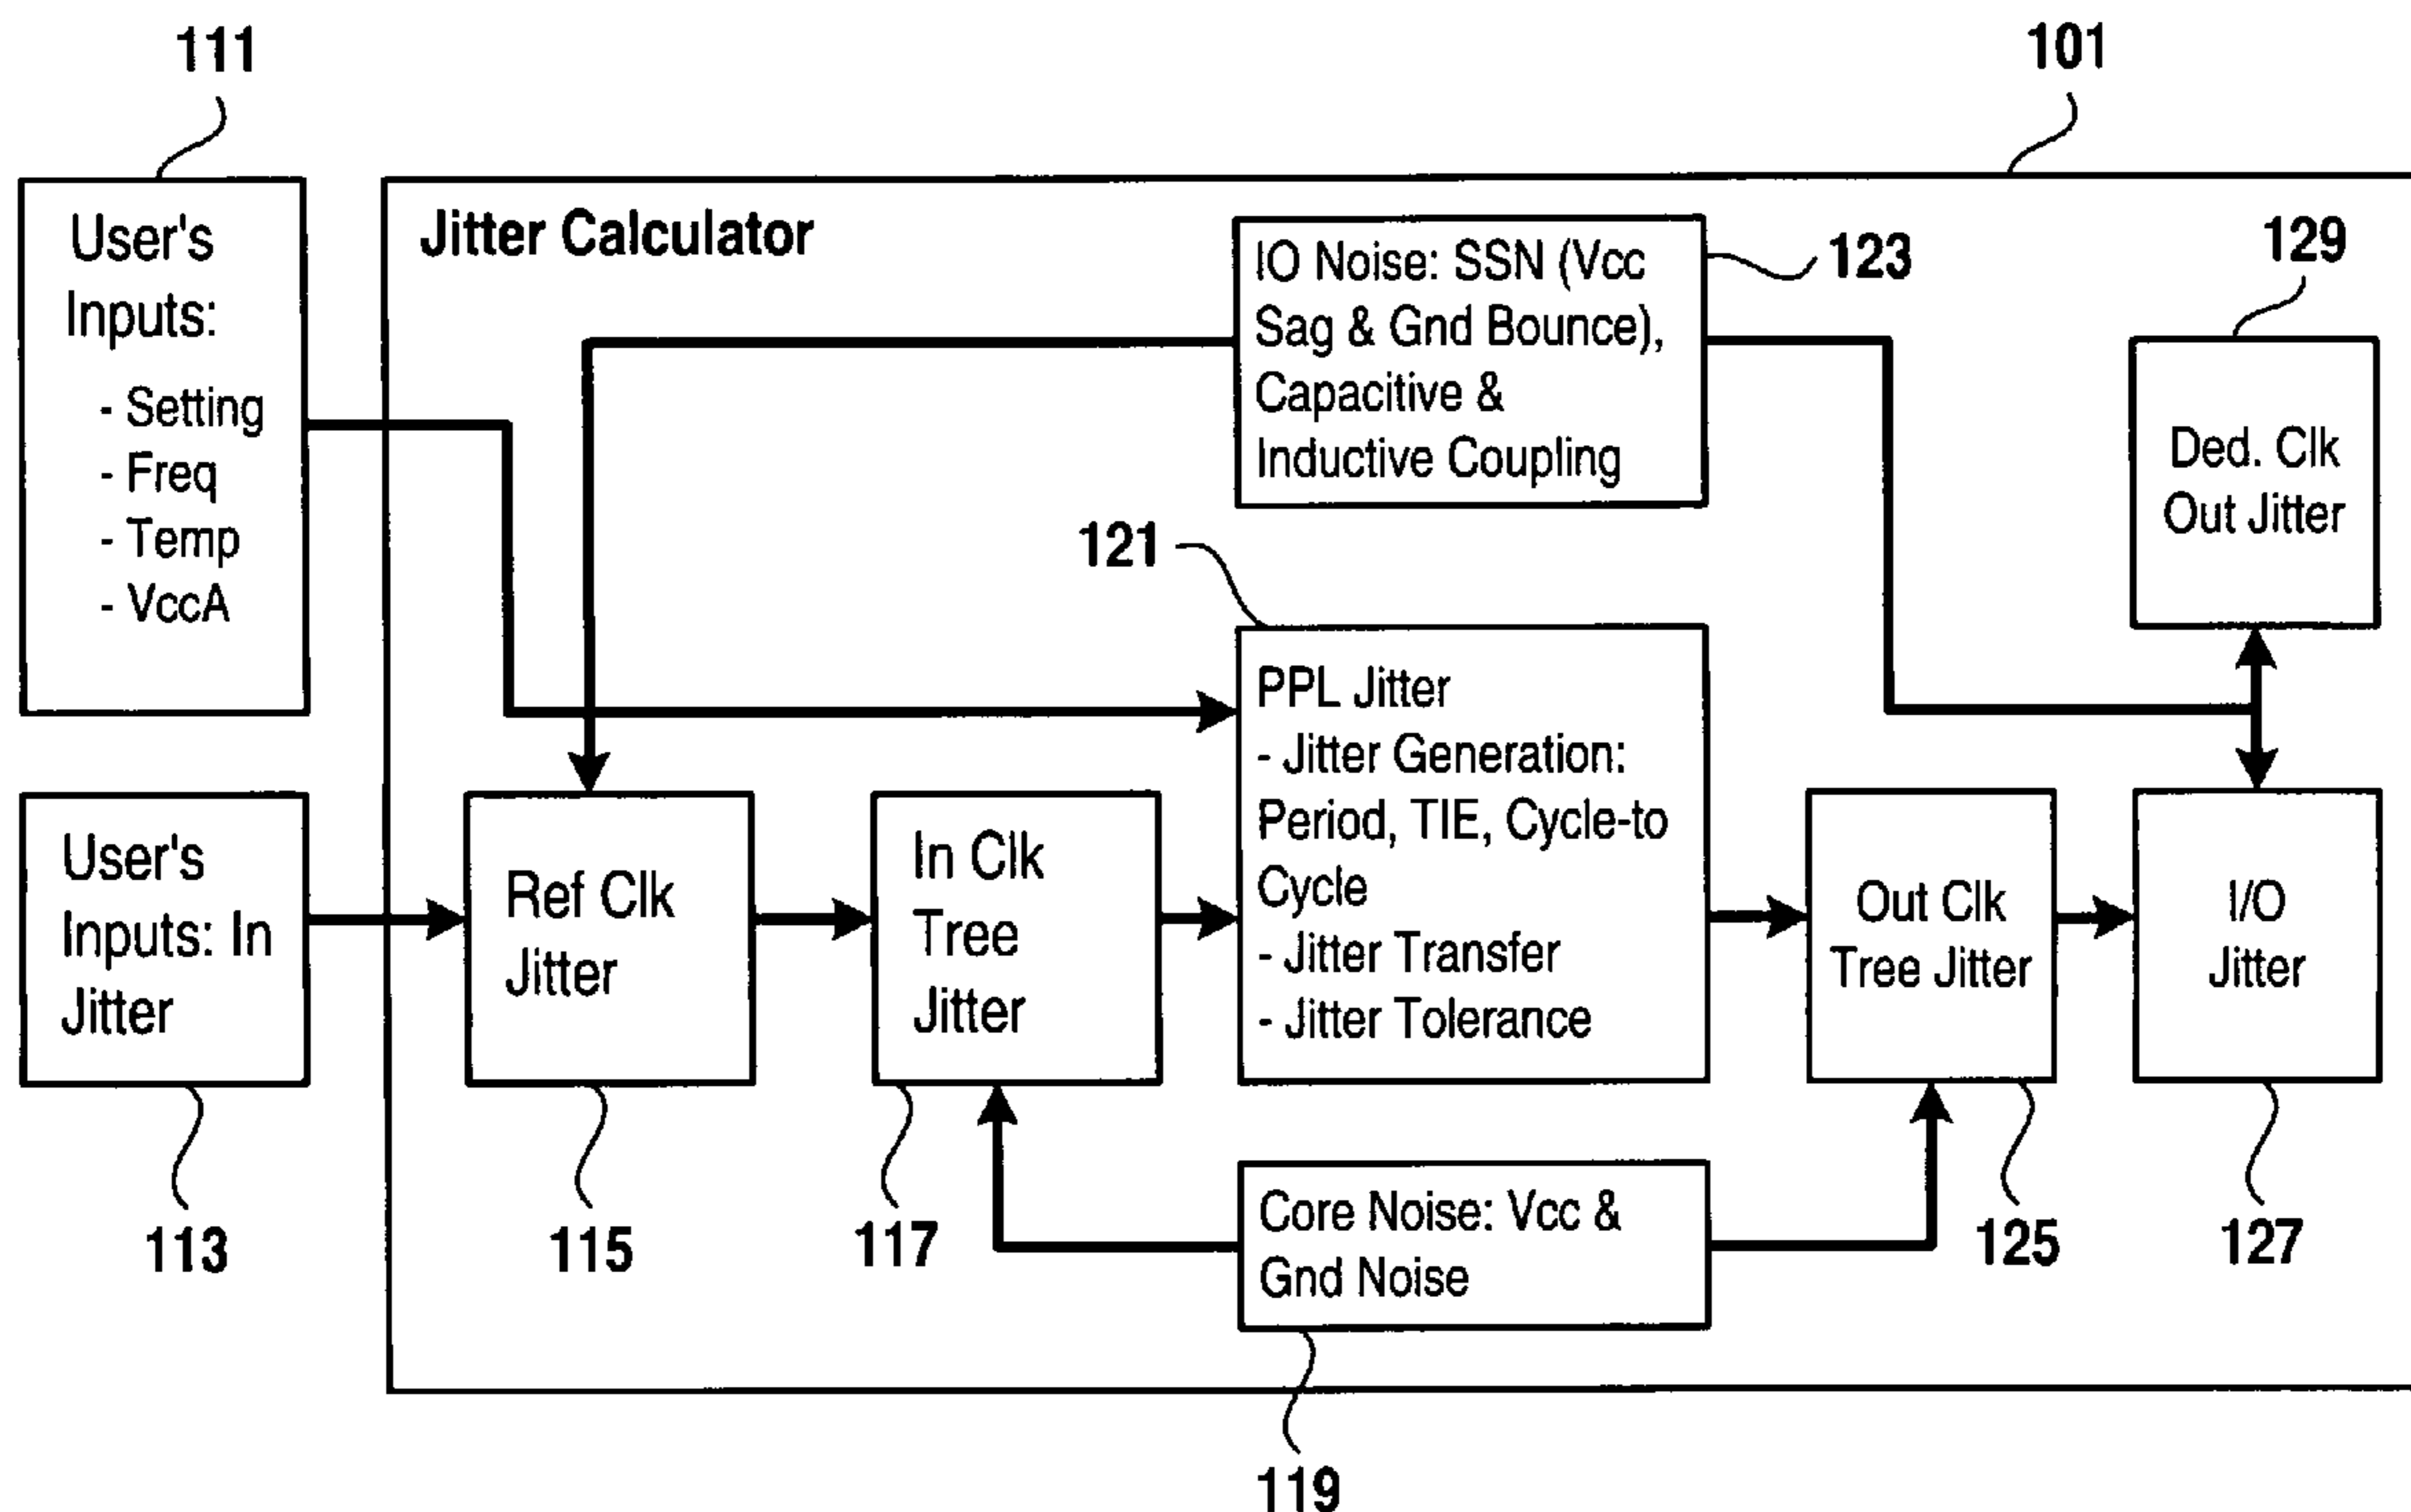 111
101
User's
Inputs:
- Setting
- Freq
- Temp
- VccA
Jitter Calculator
IO Noise: SSN (Vcc
Sag & Gnd Bounce),
Capacitive &
Inductive Coupling
123
129
Ded. Clk
Out Jitter
121
PPL Jitter
- Jitter Generation:
Period, TIE, Cycle-to
Cycle
- Jitter Transfer
- Jitter Tolerance
User's
Inputs: In
Jitter
Ref Clk
Jitter
In Clk
Tree
Jitter
Out Clk
Tree Jitter
I/O
Jitter
Core Noise: Vcc &
Gnd Noise
113
115
117
125
127
119